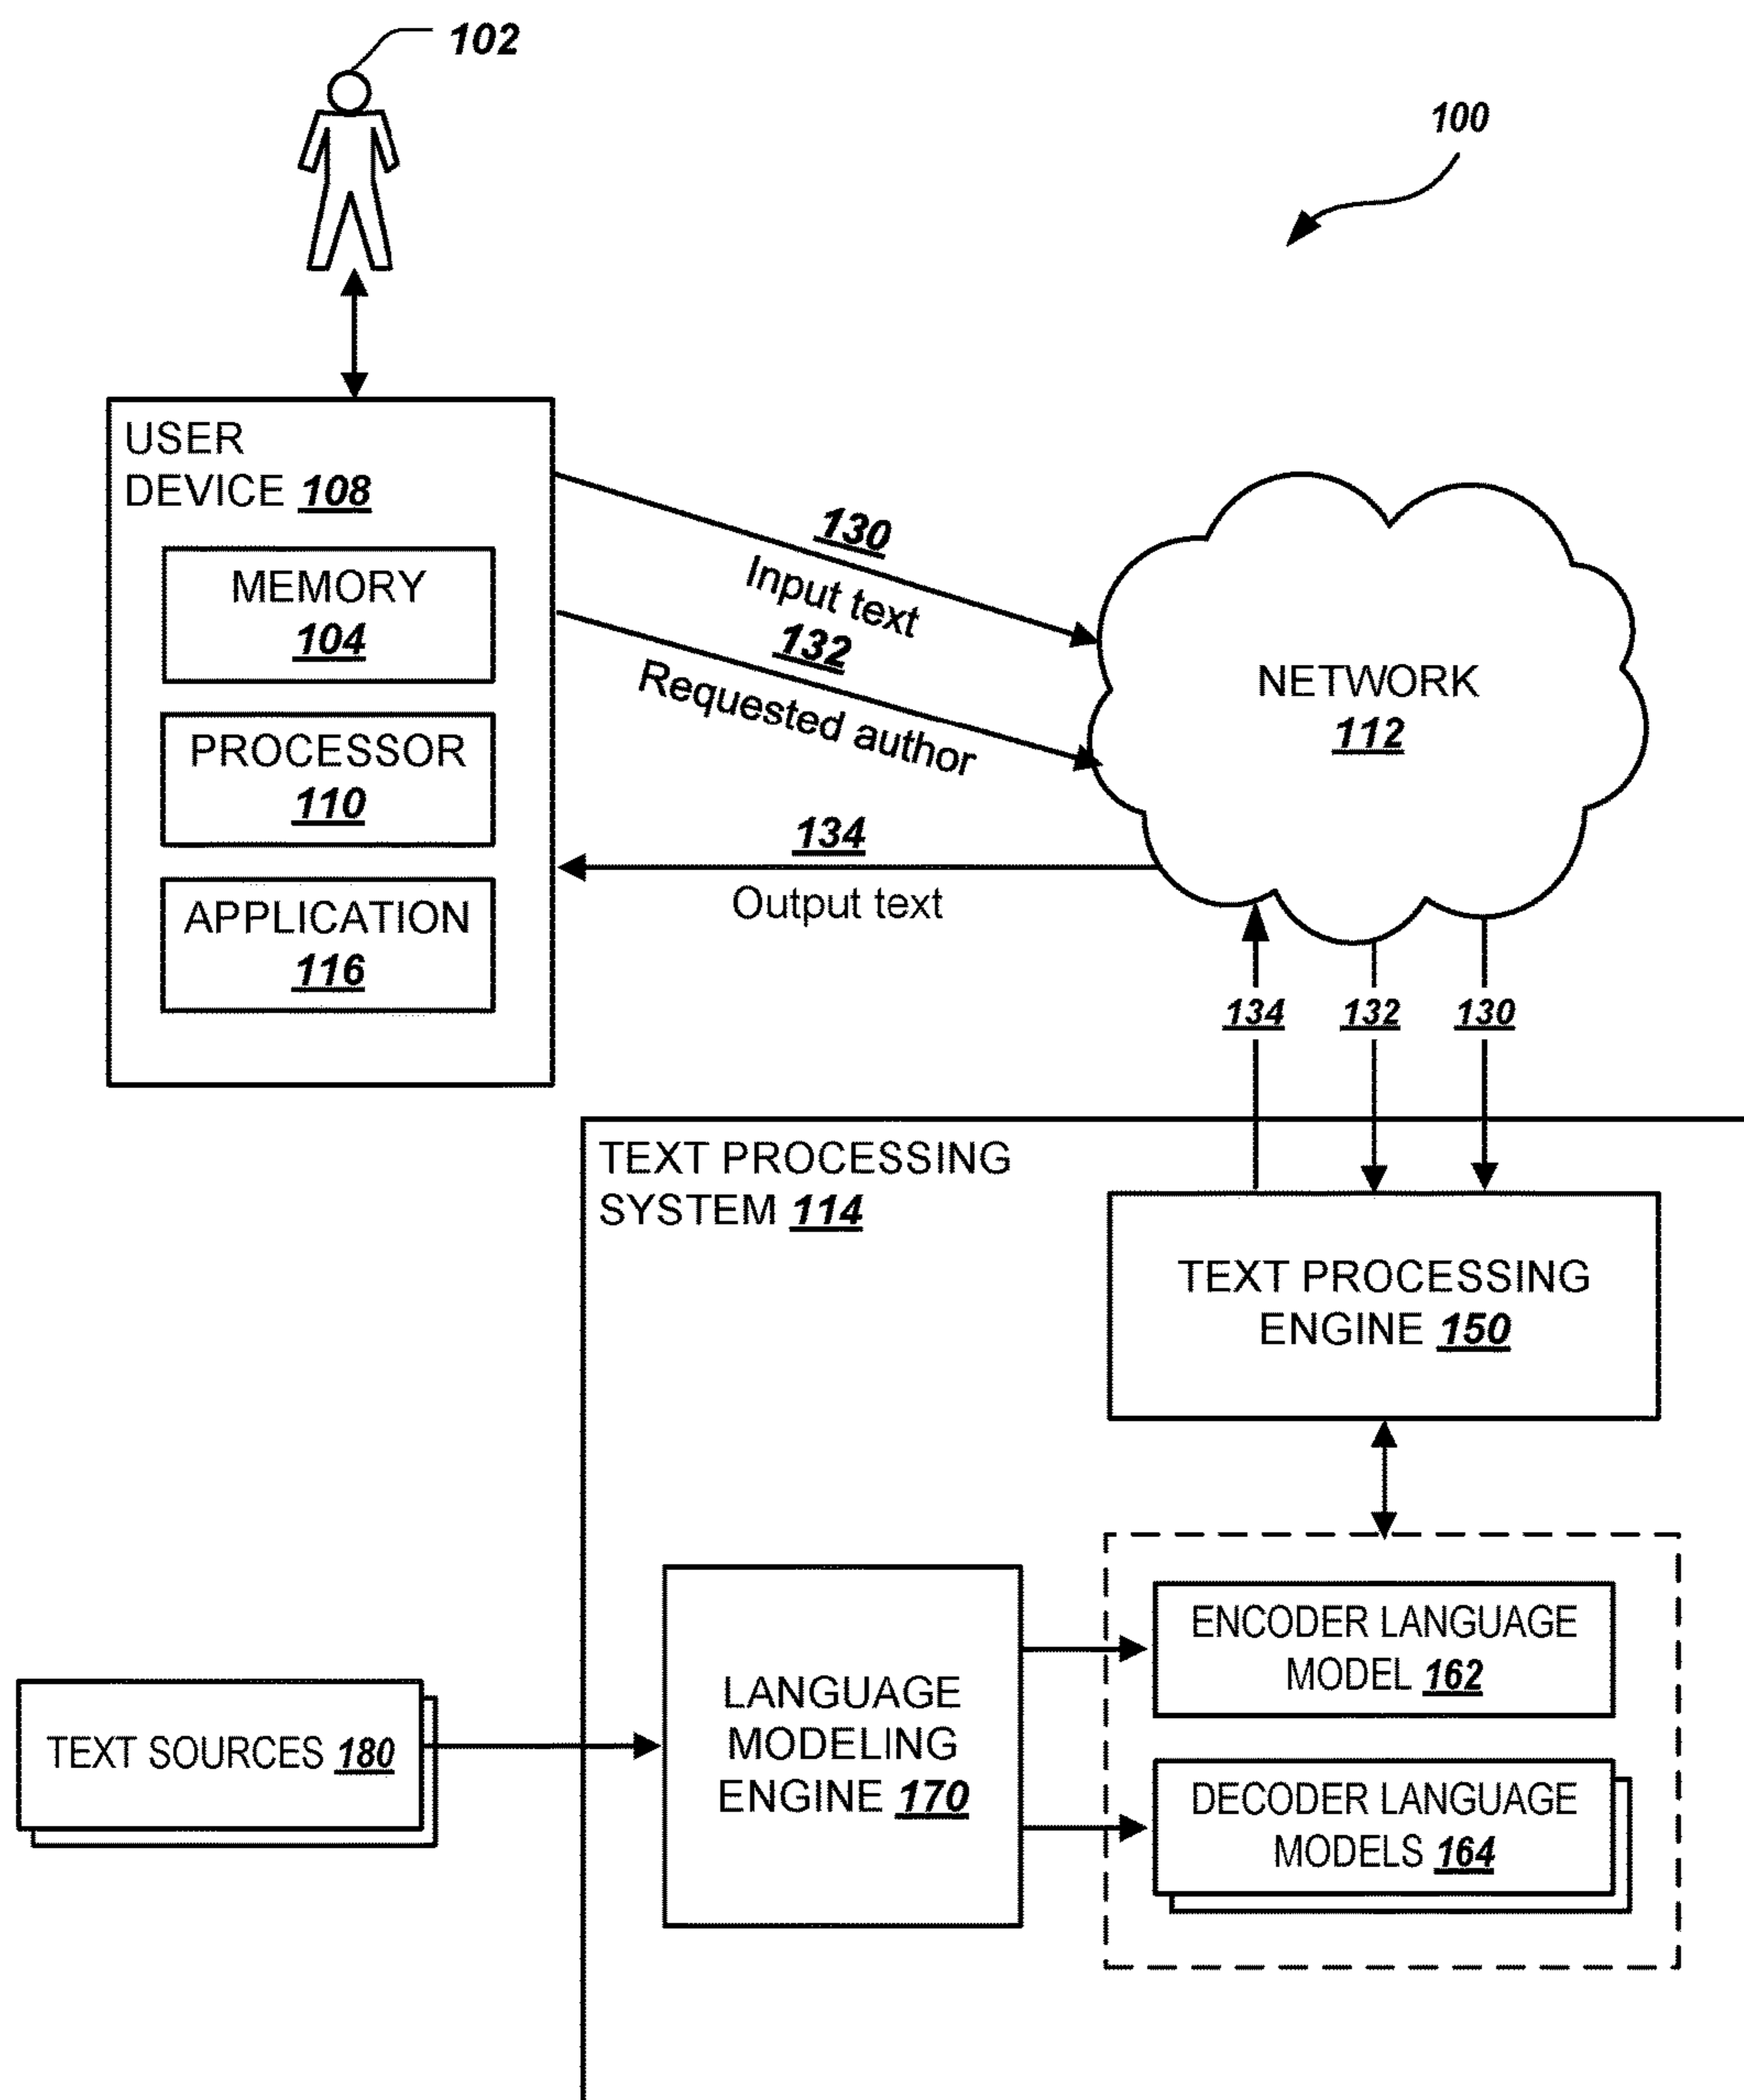 102
100
USER
DEVICE 108
MEMORY
104
PROCESSOR
110
APPLICATION
116
130
Input text
132
Requested author
134
Output text
NETWORK
112
134 132 130
TEXT PROCESSING
SYSTEM 114
TEXT PROCESSING
ENGINE 150
TEXT SOURCES 180
LANGUAGE
MODELING
ENGINE 170
ENCODER LANGUAGE
MODEL 162
DECODER LANGUAGE
MODELS 164